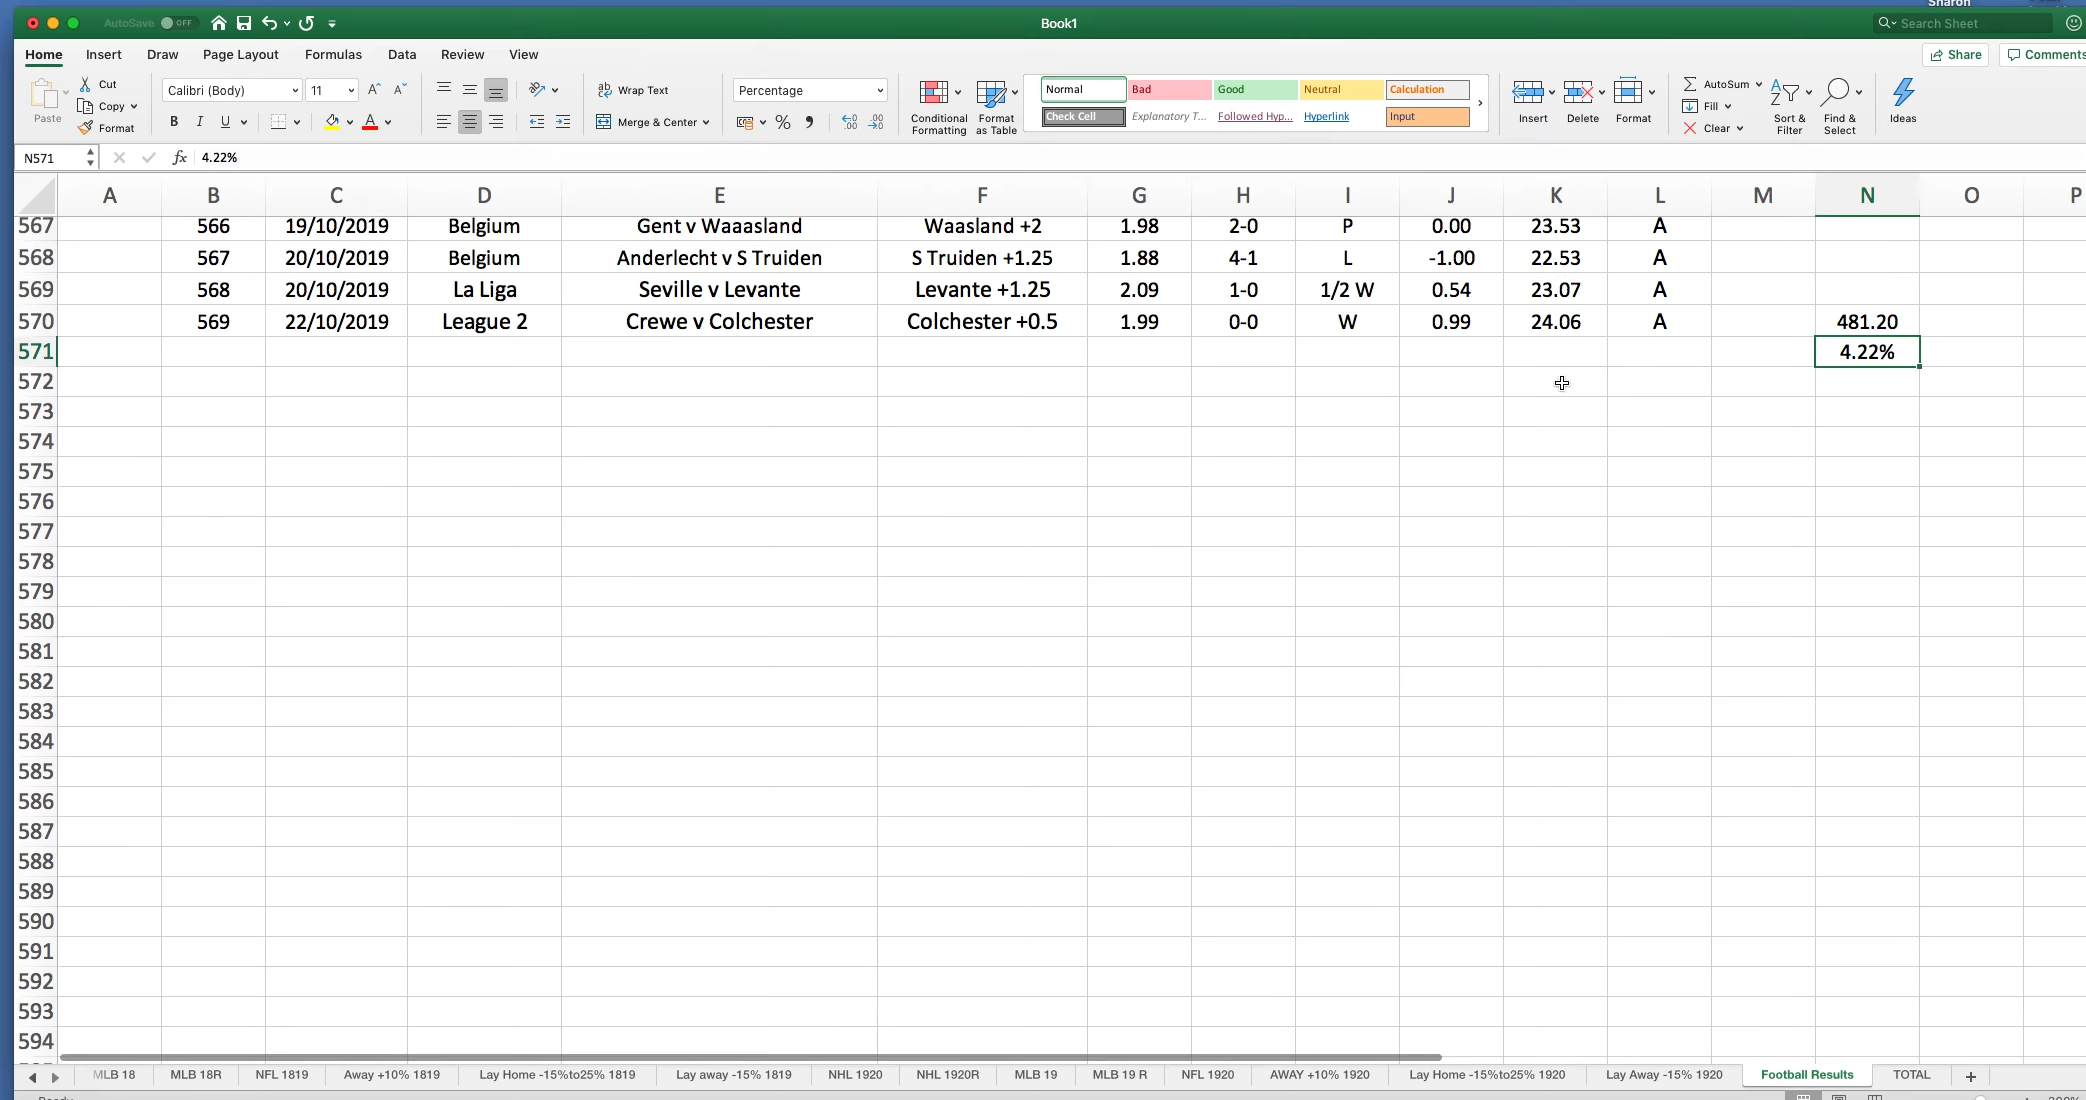 Sharon
AutoSave OFF Book1 Search Sheet
Home Insert Draw Page Layout Formulas Data Review View Share Comments
Paste Cut Copy Format
Calibri (Body) 11
B I U A
Wrap Text
Merge & Center
Percentage
Conditional Formatting
Format as Table
Normal Bad Good Neutral Calculation
Check Cell Explanatory T... Followed Hyp... Hyperlink Input
Insert Delete Format
AutoSum
Fill
Clear
Sort & Filter
Find & Select
Ideas
N571 fx 4.22%
A B C D E F G H I J K L M N O P
567 566 19/10/2019 Belgium Gent v Waaasland Waasland +2 1.98 2-0 P 0.00 23.53 A
568 567 20/10/2019 Belgium Anderlecht v S Truiden S Truiden +1.25 1.88 4-1 L -1.00 22.53 A
569 568 20/10/2019 La Liga Seville v Levante Levante +1.25 2.09 1-0 1/2 W 0.54 23.07 A
570 569 22/10/2019 League 2 Crewe v Colchester Colchester +0.5 1.99 0-0 W 0.99 24.06 A 481.20
571 4.22%
572
573
574
575
576
577
578
579
580
581
582
583
584
585
586
587
588
589
590
591
592
593
594
MLB 18 MLB 18R NFL 1819 Away +10% 1819 Lay Home -15%to25% 1819 Lay away -15% 1819 NHL 1920 NHL 1920R MLB 19 MLB 19 R NFL 1920 AWAY +10% 1920 Lay Home -15%to25% 1920 Lay Away -15% 1920 Football Results TOTAL +